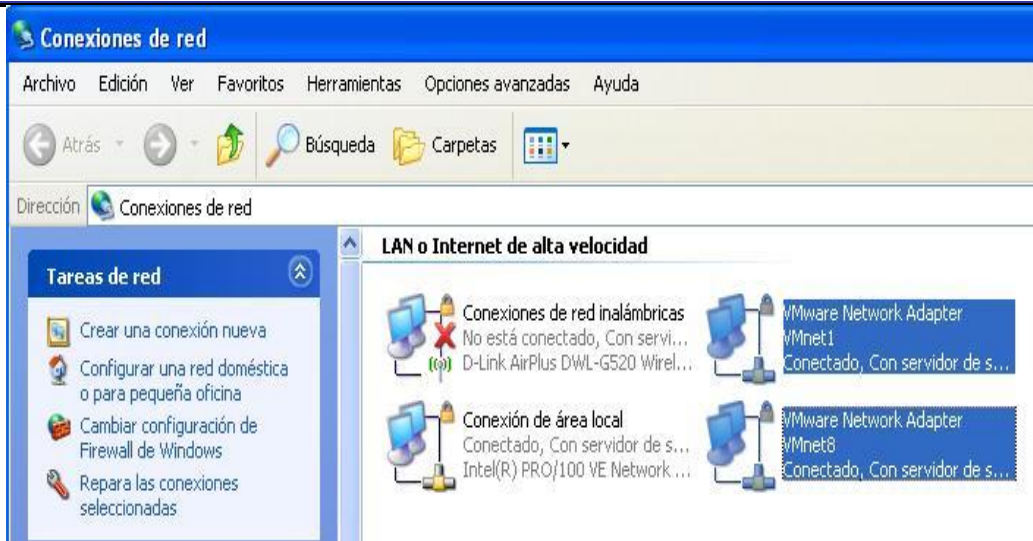 Conexiones de red
Archivo Edición Ver Favoritos Herramientas Opciones avanzadas Ayuda
Atrás Búsqueda Carpetas
Dirección Conexiones de red
Tareas de red
Crear una conexión nueva
Configurar una red doméstica
o para pequeña oficina
Cambiar configuración de
Firewall de Windows
Repara las conexiones
seleccionadas
LAN o Internet de alta velocidad
Conexiones de red inalámbricas
No está conectado, Con servi...
D-Link AirPlus DWL-G520 Wirel...
VMware Network Adapter
VMnet1
Conectado, Con servidor de s...
Conexión de área local
Conectado, Con servidor de s...
Intel(R) PRO/100 VE Network ...
VMware Network Adapter
VMnet8
Conectado, Con servidor de s...